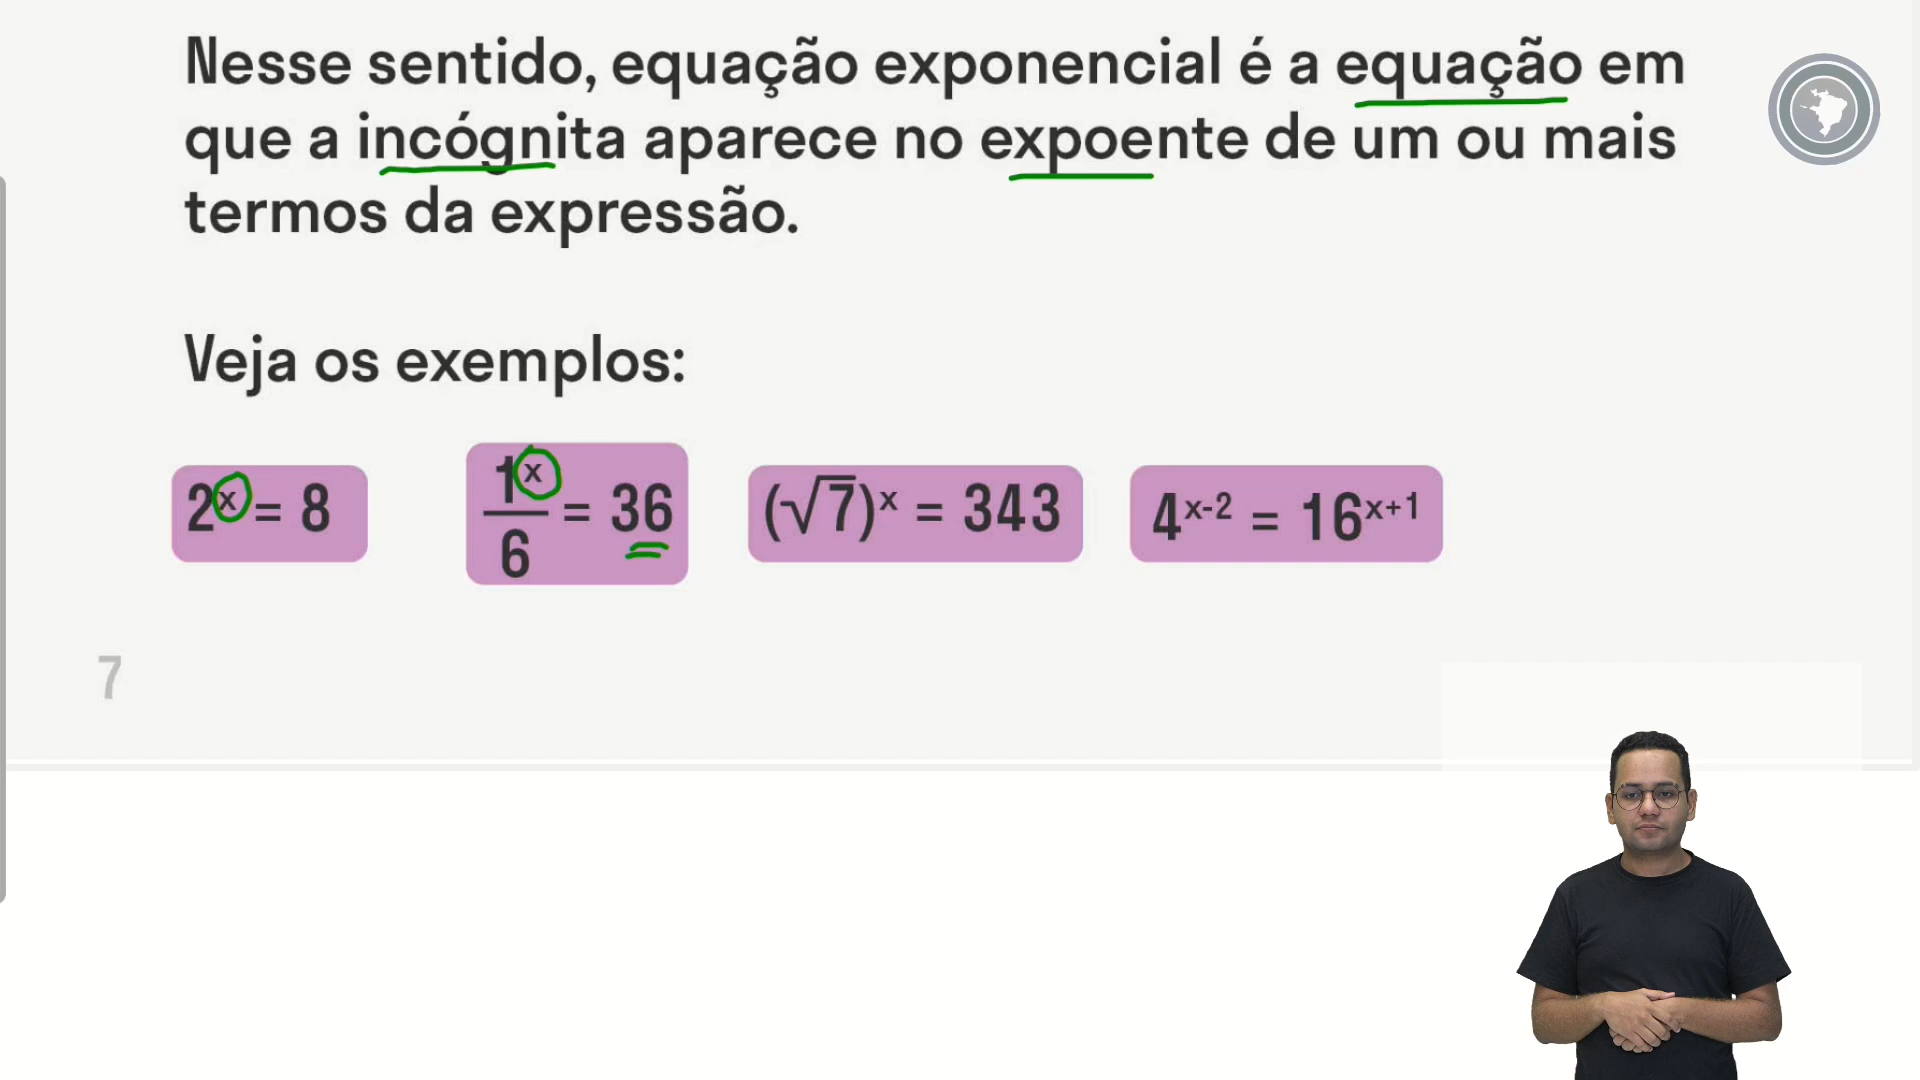 Nesse sentido, equação exponencial é a equação em
que a incógnita aparece no expoente de um ou mais
termos da expressão.
Veja os exemplos:
2ˣ = 8
1ˣ/6 = 36
(√7)ˣ = 343
4ˣ⁻² = 16ˣ⁺¹
7